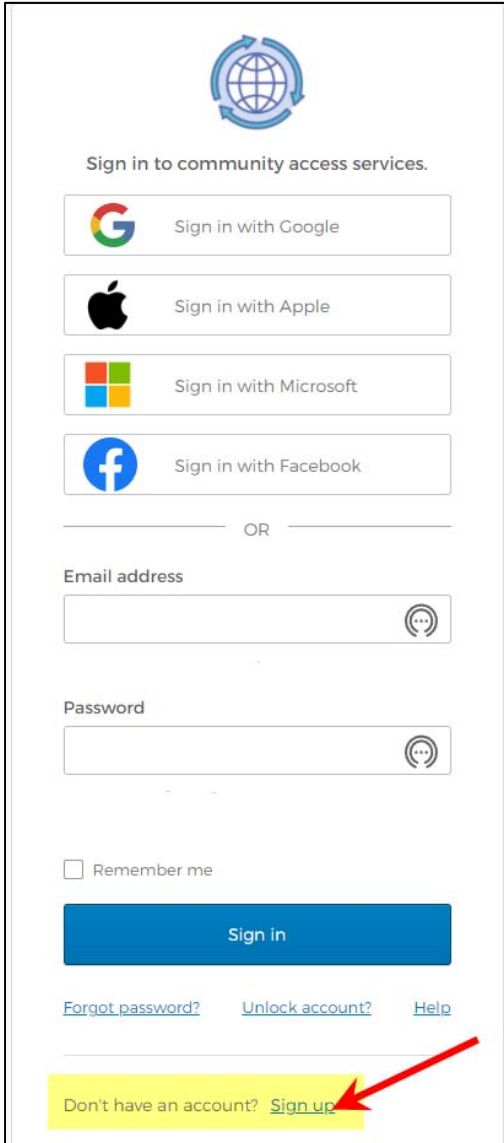 Sign in to community access services.
Sign in with Google
Sign in with Apple
Sign in with Microsoft
Sign in with Facebook
OR
Email address
Password
Remember me
Sign in
Forgot password? Unlock account? Help
Don't have an account? Sign up